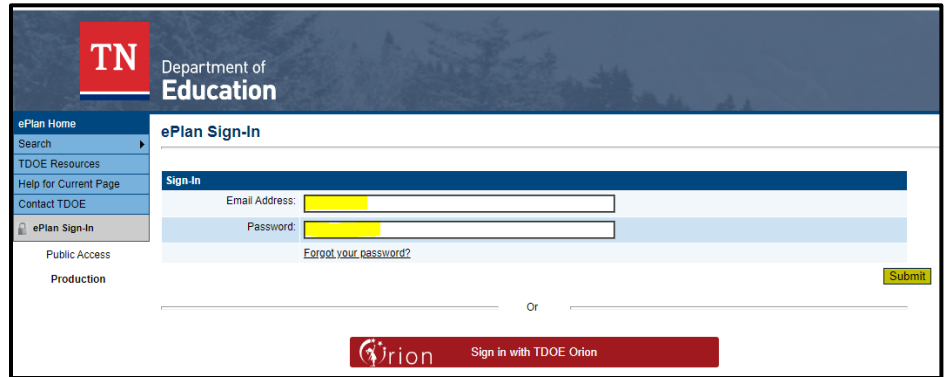 TN
Department of
Education
ePlan Home
Search
TDOE Resources
Help for Current Page
Contact TDOE
ePlan Sign-In
Public Access
Production
ePlan Sign-In
Sign-In
Email Address:
Password:
Forgot your password?
Submit
Or
Orion Sign in with TDOE Orion